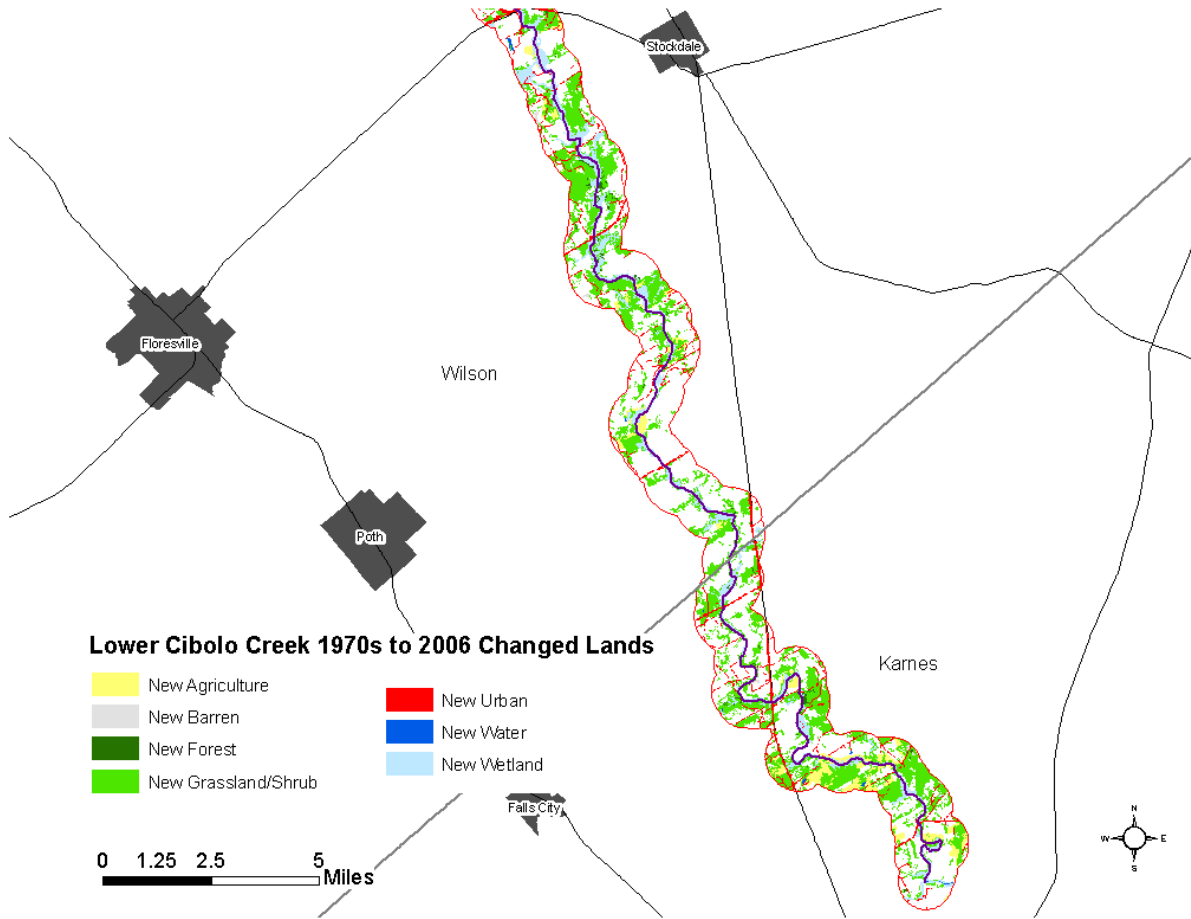 Stockdale
Floresville
Wilson
Poth
Karnes
Lower Cibolo Creek 1970s to 2006 Changed Lands
New Agriculture
New Barren
New Forest
New Grassland/Shrub
New Urban
New Water
New Wetland
Falls City
0 1.25 2.5 5
Miles
N
W E
S